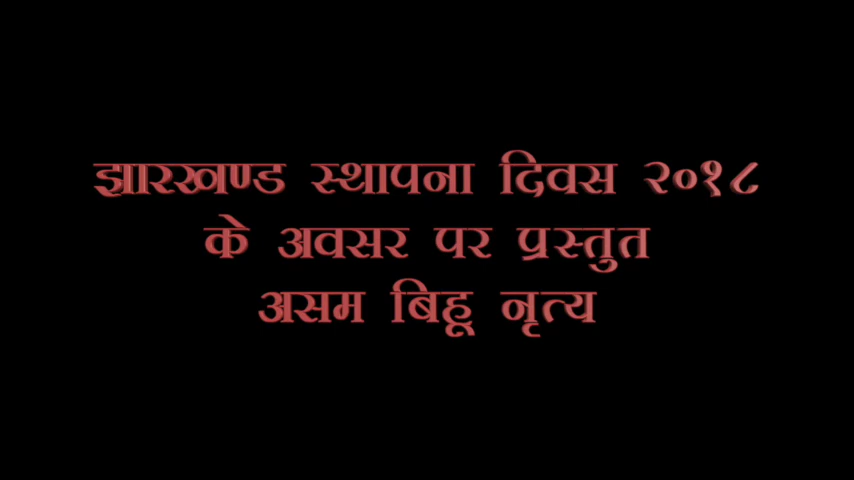 झारखण्ड स्थापना दिवस २०१८
के अवसर पर प्रस्तुत
असम बिहू नृत्य